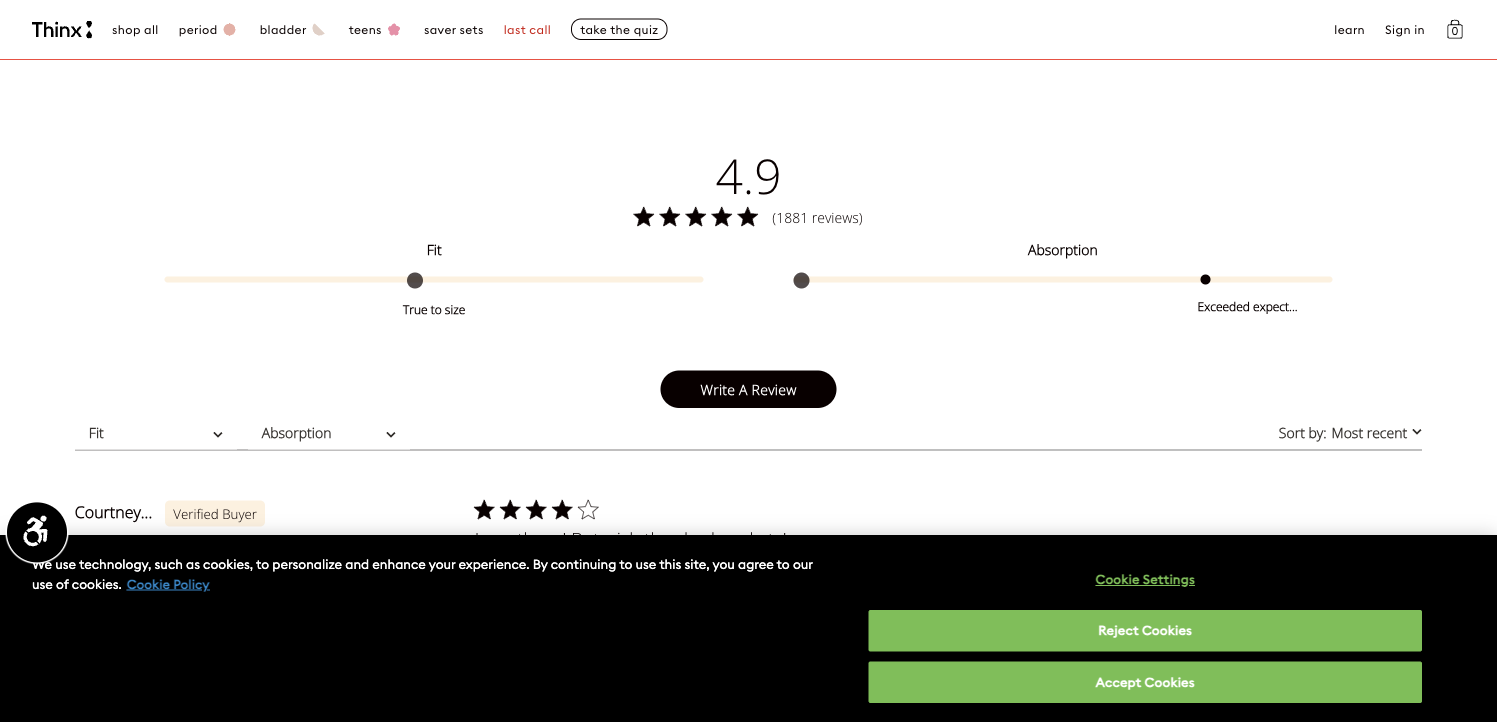 Thinx
shop all
period
bladder
teens
saver sets
last call
take the quiz
learn
Sign in
0
4.9
(1881 reviews)
Fit
True to size
Absorption
Exceeded expect...
Write A Review
Fit
Absorption
Sort by: Most recent
Courtney...
Verified Buyer
We use technology, such as cookies, to personalize and enhance your experience. By continuing to use this site, you agree to our
use of cookies. Cookie Policy
Cookie Settings
Reject Cookies
Accept Cookies